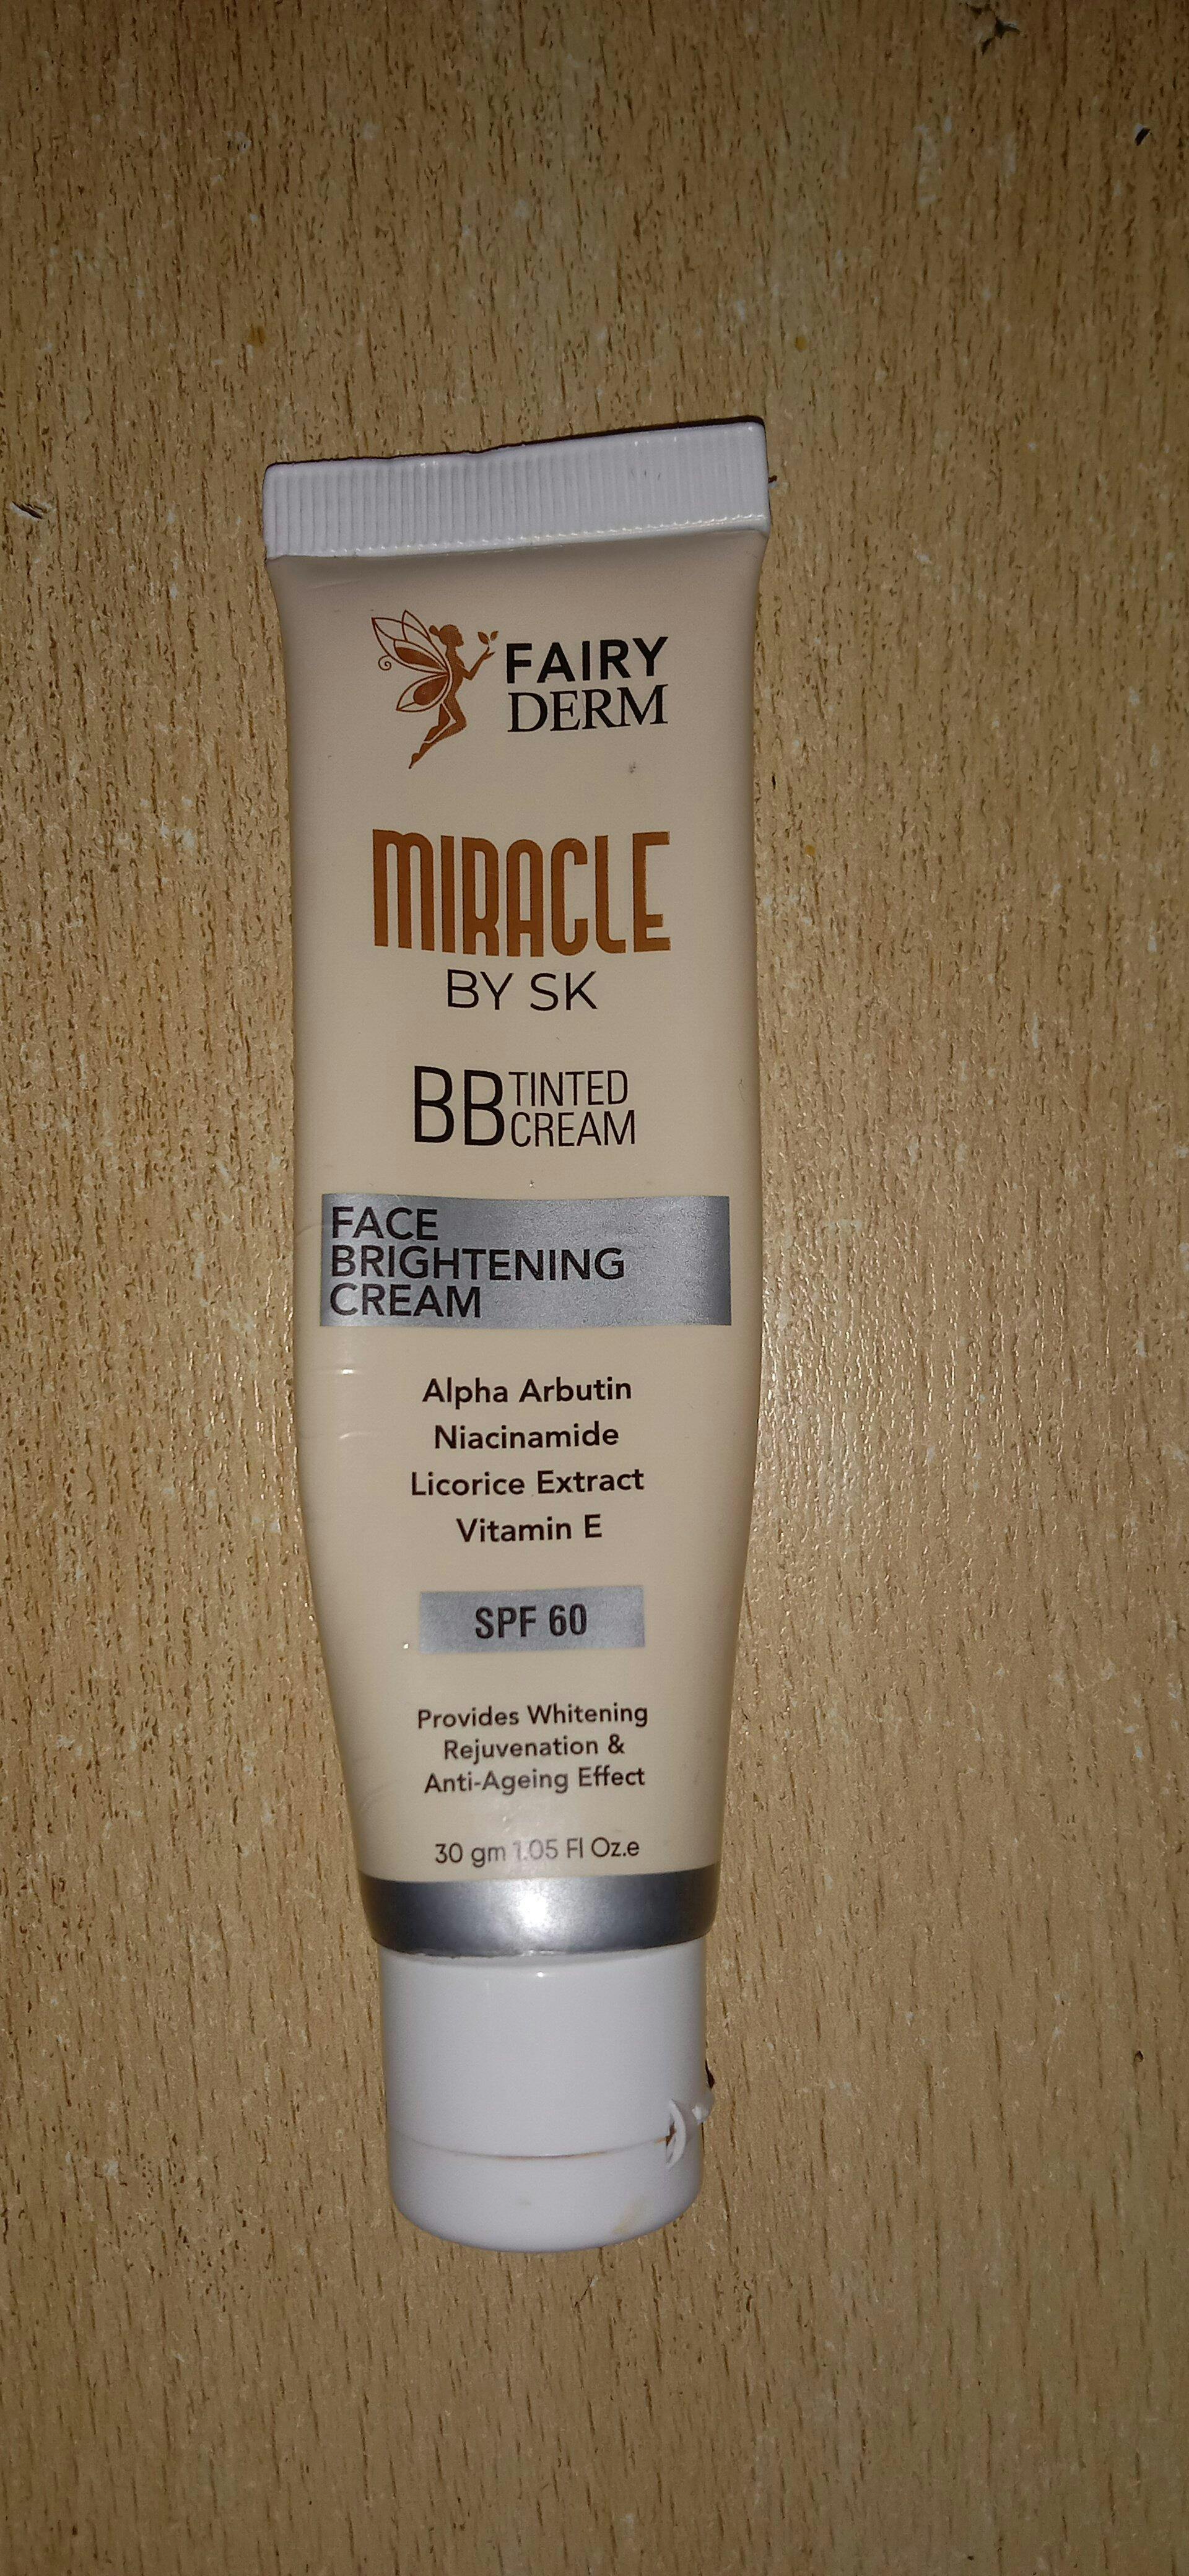 FAIRY
DERM
MIRACLE
BY SK
BB TINTED
CREAM
FACE
BRIGHTENING
CREAM
Alpha Arbutin
Niacinamide
Licorice Extract
Vitamin E
SPF 60
Provides Whitening
Rejuvenation &
Anti-Ageing Effect
30 gm 1.05 Fl Oz.e